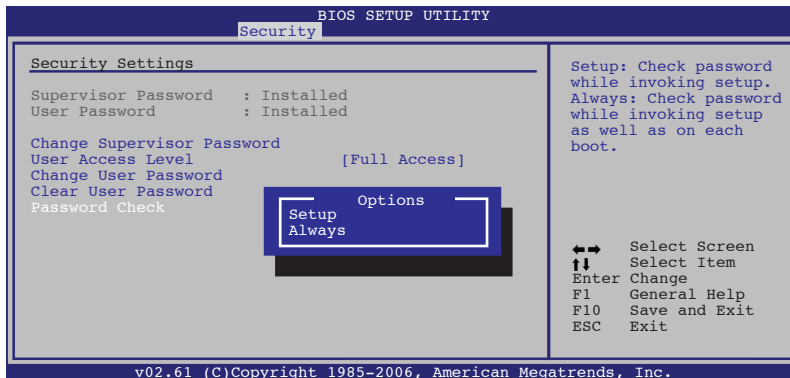 BIOS SETUP UTILITY
Security
Security Settings
Supervisor Password : Installed
User Password : Installed
Change Supervisor Password
User Access Level [Full Access]
Change User Password
Clear User Password
Password Check
Options
Setup
Always
Setup: Check password
while invoking setup.
Always: Check password
while invoking setup
as well as on each
boot.
←→ Select Screen
↑↓ Select Item
Enter Change
F1 General Help
F10 Save and Exit
ESC Exit
v02.61 (C)Copyright 1985-2006, American Megatrends, Inc.